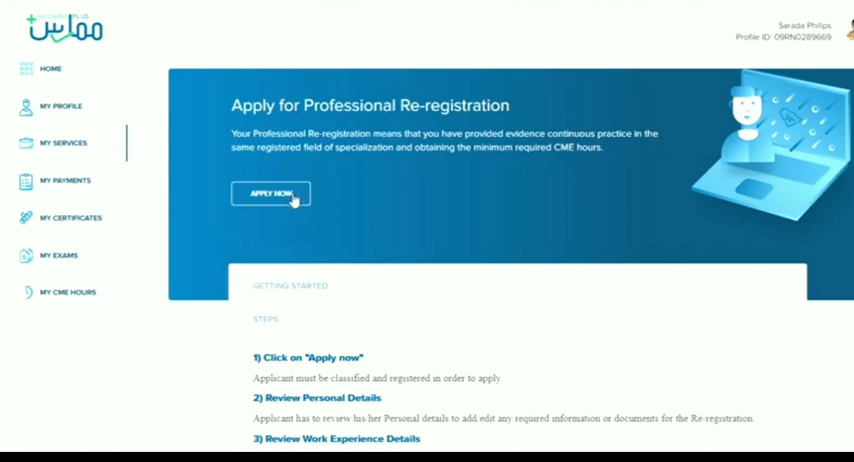 PLUS
مماس
Sarada Philips
Profile ID: 09RN0289669
HOME
MY PROFILE
MY SERVICES
MY PAYMENTS
MY CERTIFICATES
MY EXAMS
MY CME HOURS
Apply for Professional Re-registration
Your Professional Re-registration means that you have provided evidence continuous practice in the
same registered field of specialization and obtaining the minimum required CME hours.
APPLY NOW
GETTING STARTED
STEPS
1) Click on "Apply now"
Applicant must be classified and registered in order to apply.
2) Review Personal Details
Applicant has to review his/her Personal details to add edit any required information or documents for the Re-registration.
3) Review Work Experience Details